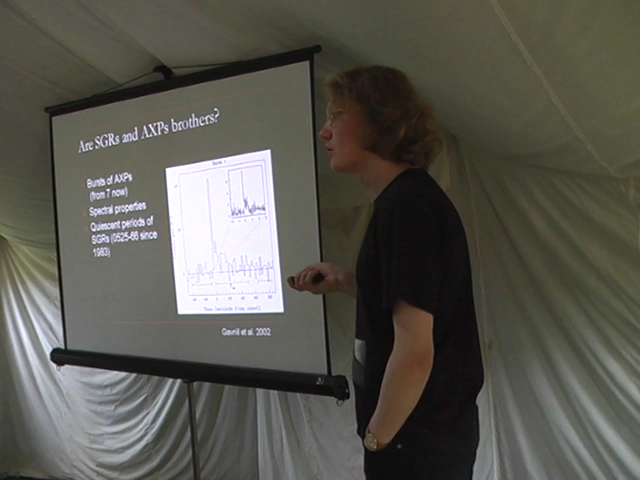 Are SGRs and AXPs brothers?
Bursts of AXPs
(from 7 now)
Spectral properties
Quiescent periods of
SGRs (0525-66 since
1983)
Gavriil et al. 2002